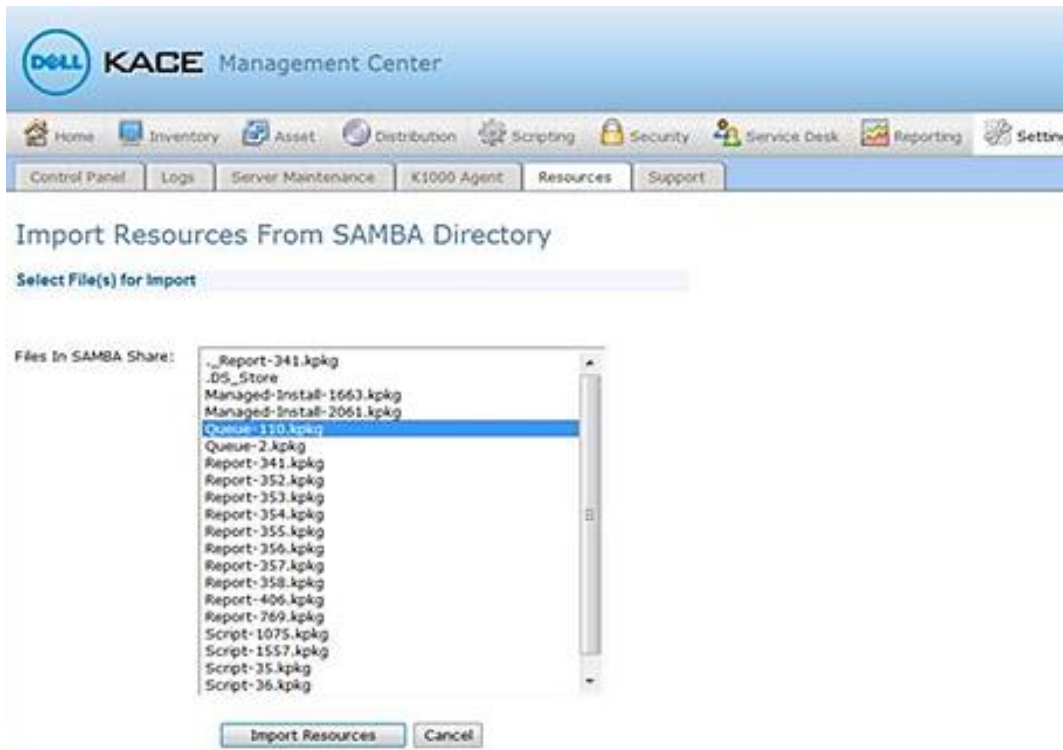 DELL KACE Management Center
Home Inventory Asset Distribution Scripting Security Service Desk Reporting Settin
Control Panel Logs Server Maintenance K1000 Agent Resources Support
Import Resources From SAMBA Directory
Select File(s) for Import
Files In SAMBA Share:
._Report-341.kpkg
.DS_Store
Managed-Install-1663.kpkg
Managed-Install-2061.kpkg
Queue-110.kpkg
Queue-2.kpkg
Report-341.kpkg
Report-352.kpkg
Report-353.kpkg
Report-354.kpkg
Report-355.kpkg
Report-356.kpkg
Report-357.kpkg
Report-358.kpkg
Report-406.kpkg
Report-769.kpkg
Script-1075.kpkg
Script-1557.kpkg
Script-35.kpkg
Script-36.kpkg
Import Resources Cancel